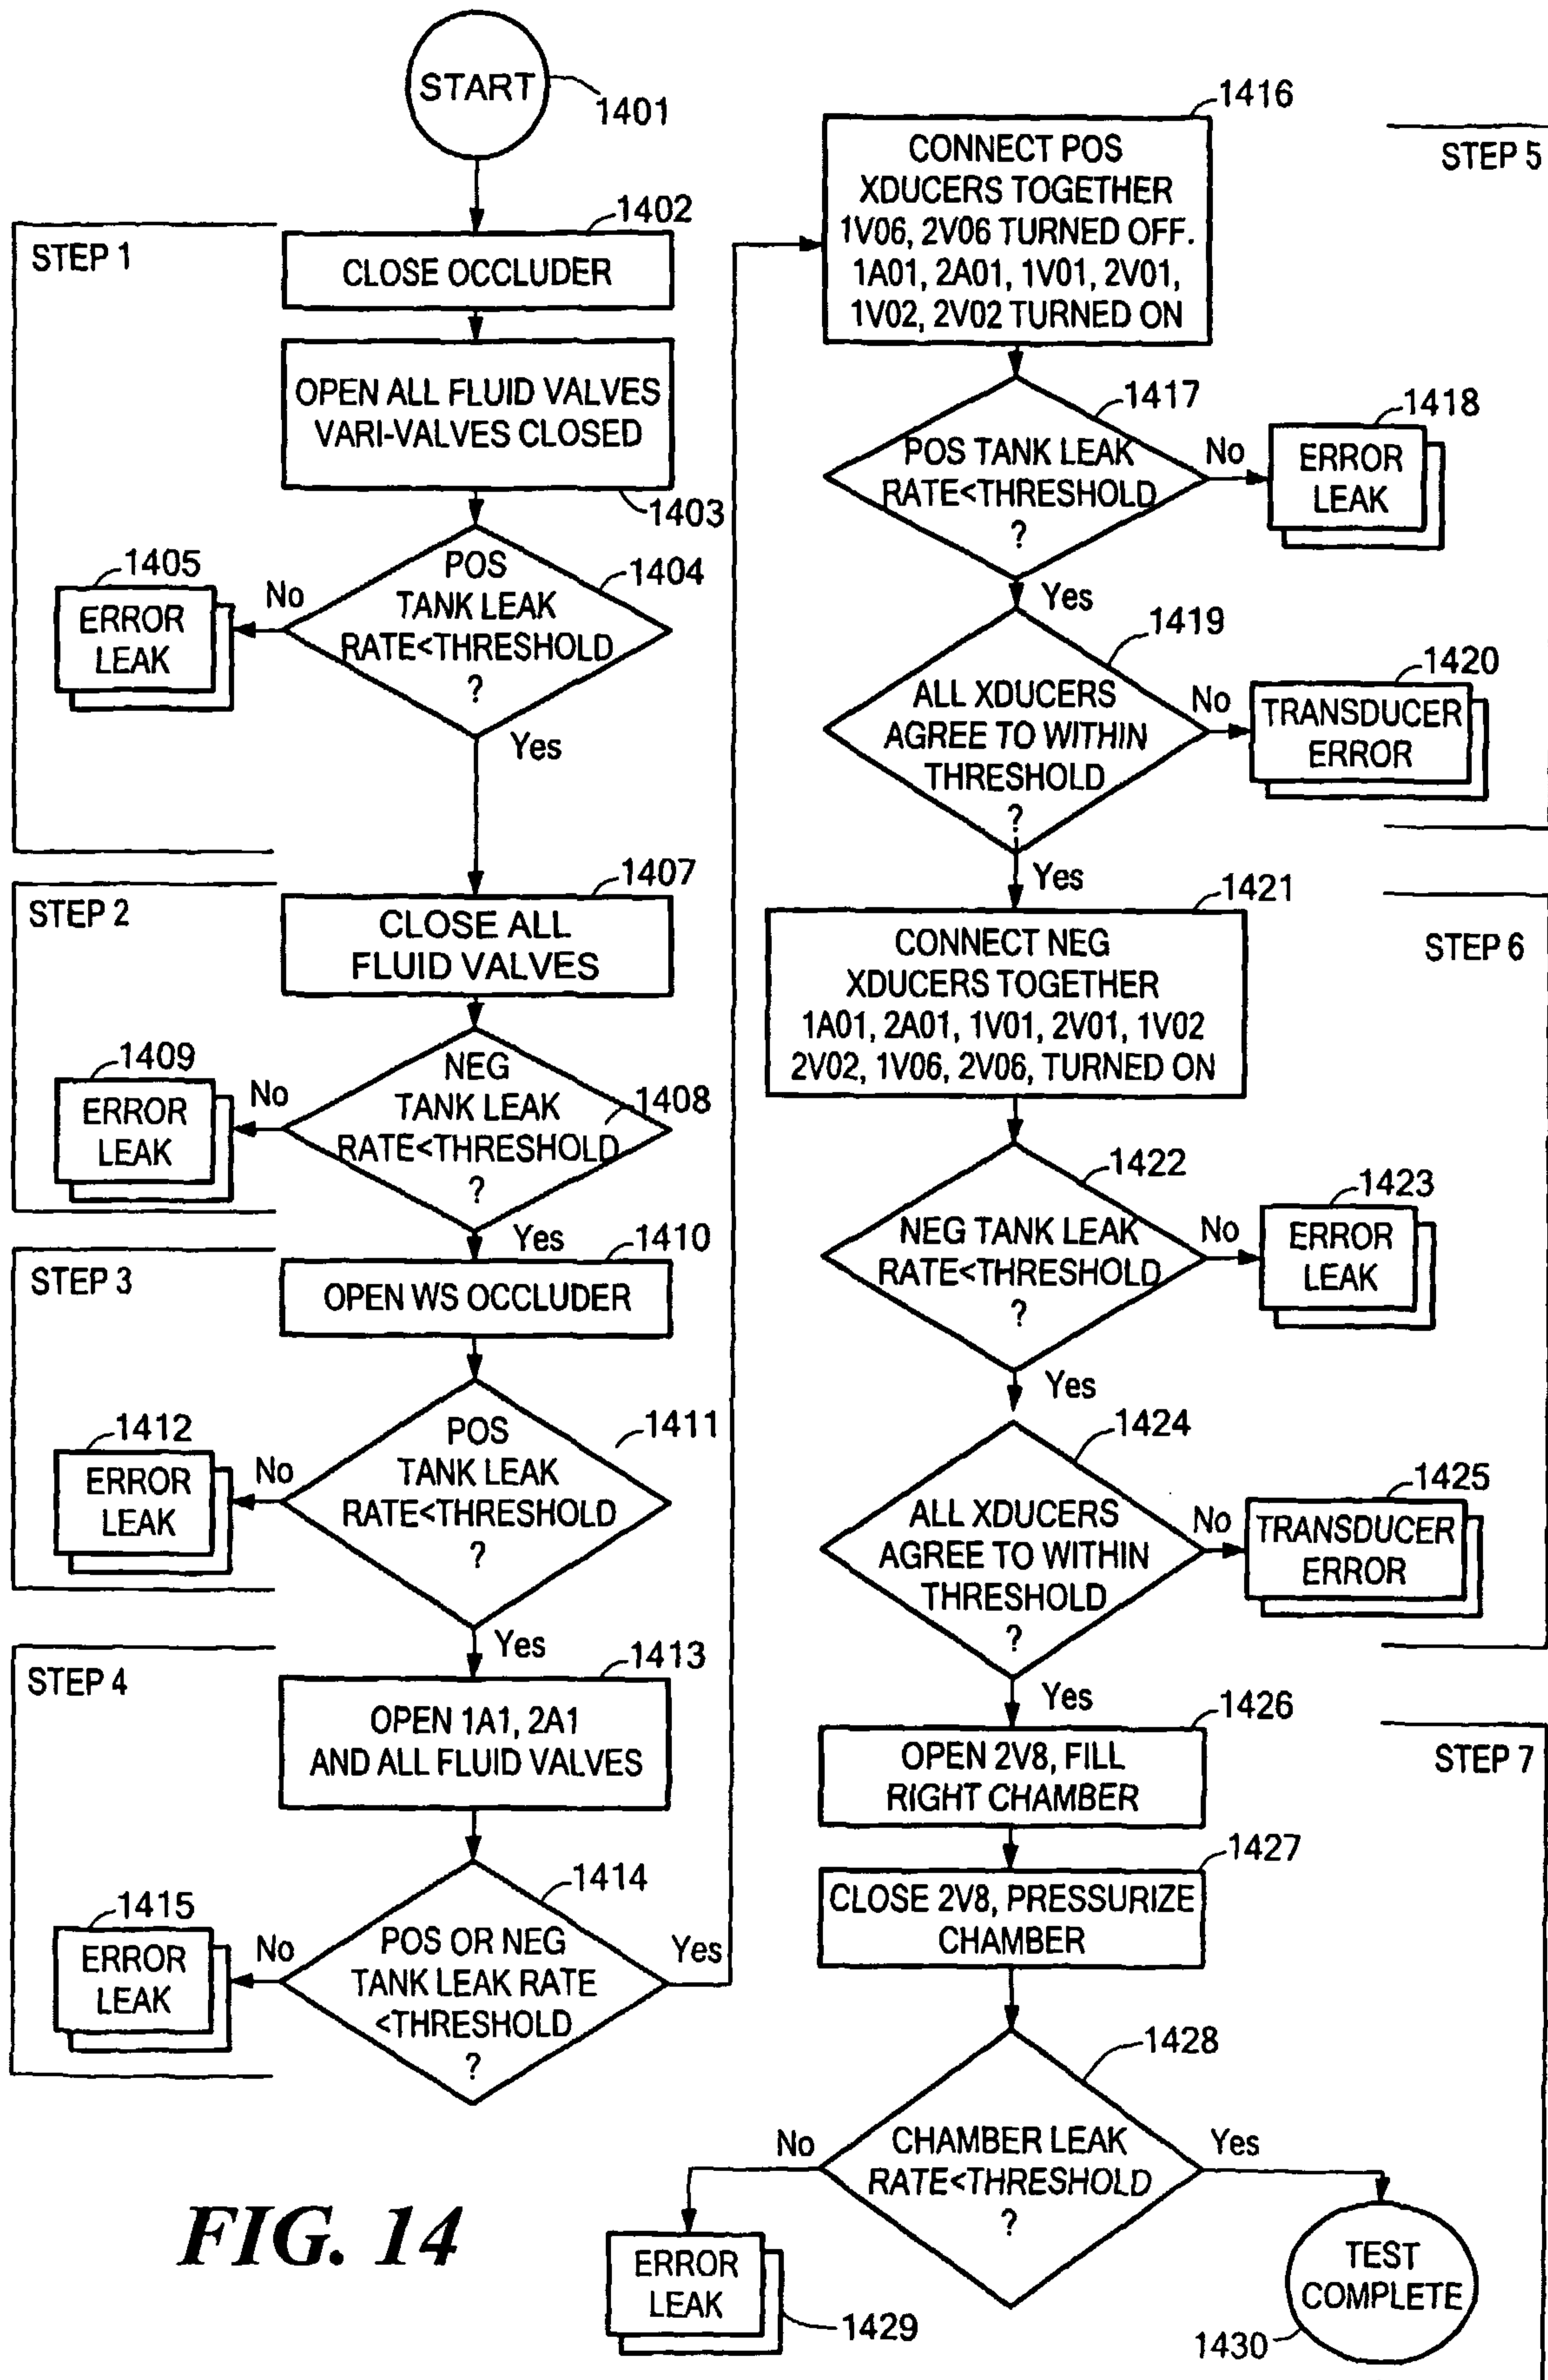 START
1401
STEP 1
1402
CLOSE OCCLUDER
OPEN ALL FLUID VALVES
VARI-VALVES CLOSED
1403
POS
TANK LEAK
RATE<THRESHOLD
?
1404
No
1405
ERROR
LEAK
Yes
STEP 2
1407
CLOSE ALL
FLUID VALVES
NEG
TANK LEAK
RATE<THRESHOLD
?
1408
No
1409
ERROR
LEAK
Yes
STEP 3
1410
OPEN WS OCCLUDER
POS
TANK LEAK
RATE<THRESHOLD
?
1411
No
1412
ERROR
LEAK
Yes
STEP 4
1413
OPEN 1A1, 2A1
AND ALL FLUID VALVES
1414
POS OR NEG
TANK LEAK RATE
<THRESHOLD
?
No
1415
ERROR
LEAK
Yes
STEP 5
1416
CONNECT POS
XDUCERS TOGETHER
1V06, 2V06 TURNED OFF.
1A01, 2A01, 1V01, 2V01,
1V02, 2V02 TURNED ON
1417
POS TANK LEAK
RATE<THRESHOLD
?
No
1418
ERROR
LEAK
Yes
1419
ALL XDUCERS
AGREE TO WITHIN
THRESHOLD
?
No
1420
TRANSDUCER
ERROR
Yes
STEP 6
1421
CONNECT NEG
XDUCERS TOGETHER
1A01, 2A01, 1V01, 2V01, 1V02
2V02, 1V06, 2V06, TURNED ON
1422
NEG TANK LEAK
RATE<THRESHOLD
?
No
1423
ERROR
LEAK
Yes
1424
ALL XDUCERS
AGREE TO WITHIN
THRESHOLD
?
No
1425
TRANSDUCER
ERROR
Yes
STEP 7
1426
OPEN 2V8, FILL
RIGHT CHAMBER
1427
CLOSE 2V8, PRESSURIZE
CHAMBER
1428
CHAMBER LEAK
RATE<THRESHOLD
?
No
ERROR
LEAK
1429
Yes
TEST
COMPLETE
1430
FIG. 14